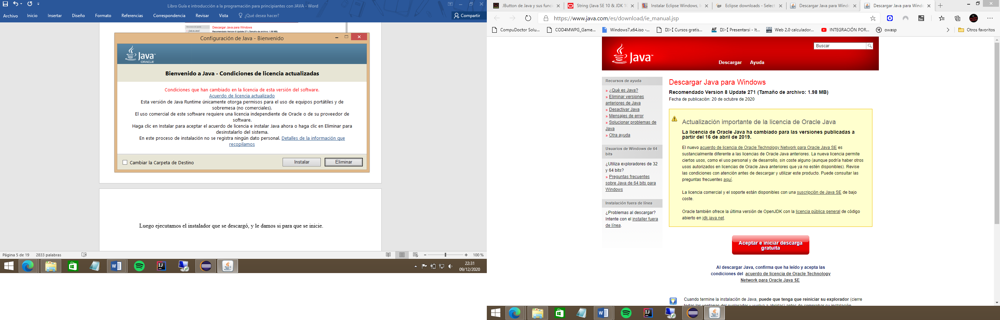 Libro Guía e introducción a la programación para principiantes con JAVA - Word
Archivo Inicio Insertar Diseño Formato Referencias Correspondencia Revisar Vista ¿Qué desea hacer? Compartir
Descargar Java para Windows
Recomendado Version 8 Update 271 (Tamaño de archivo: 1.98 MB)
Configuración de Java - Bienvenido
Java
ORACLE
Bienvenido a Java - Condiciones de licencia actualizadas
Condiciones que han cambiado en la licencia de esta versión del software.
Acuerdo de licencia actualizado
Esta versión de Java Runtime únicamente otorga permisos para el uso de equipos portátiles y de
sobremesa (no comerciales).
El uso comercial de este software requiere una licencia independiente de Oracle o de su proveedor de
software.
Haga clic en Instalar para aceptar el acuerdo de licencia e instalar Java ahora o haga clic en Eliminar para
desinstalarlo del sistema.
En este proceso de instalación no se registra ningún dato personal. Detalles de la información que
recopilamos
Cambiar la Carpeta de Destino
Instalar Eliminar
Luego ejecutamos el instalador que se descargó, y le damos si para que se inicie.
Página 5 de 19 2833 palabras 100 %
22:31
09/12/2020
JButton de Java y sus func String (Java SE 10 & JDK 10 Instalar Eclipse Windows, Eclipse downloads - Select Descargar Java para Windo Descargar Java para Windo
https://www.java.com/es/download/ie_manual.jsp
CompuDoctor Solu... COD4MWPG_Game... Windows7.x64.iso -... Cursos gratis... Presentarsi - It... Web 2.0 calculador... INTEGRACIÓN POR... owasp Otros favoritos
Java
Buscar
Descargar Ayuda
Recursos de ayuda
» ¿Qué es Java?
» Eliminar versiones
anteriores de Java
» Desactivar Java
» Mensajes de error
» Solucionar problemas de
Java
» Otra ayuda
Usuarios de Windows de 64
bits
¿Utiliza exploradores de 32
y 64 bits?
» Preguntas frecuentes
sobre Java de 64 bits para
Windows
Instalación fuera de línea
¿Problemas al descargar?
Intente con el installer fuera
de línea.
Descargar Java para Windows
Recomendado Version 8 Update 271 (Tamaño de archivo: 1.98 MB)
Fecha de publicación: 20 de octubre de 2020
Actualización importante de la licencia de Oracle Java
La licencia de Oracle Java ha cambiado para las versiones publicadas a
partir del 16 de abril de 2019.
El nuevo acuerdo de licencia de Oracle Technology Network para Oracle Java SE es
sustancialmente diferente a las licencias de Oracle Java anteriores. La nueva licencia permite
ciertos usos, como el uso personal y de desarrollo, sin coste alguno (aunque podría haber otros
usos autorizados en licencias de Oracle Java anteriores que ya no estén disponibles). Revise
las condiciones con atención antes de descargar y utilizar este producto. Puede consultar las
preguntas frecuentes aquí.
La licencia comercial y el soporte están disponibles con una suscripción de Java SE de bajo
coste.
Oracle también ofrece la última versión de OpenJDK con la licencia pública general de código
abierto en jdk.java.net.
Aceptar e iniciar descarga
gratuita
Al descargar Java, confirma que ha leído y acepta las
condiciones del acuerdo de licencia de Oracle Technology
Network para Oracle Java SE
Cuando termine la instalación de Java, puede que tenga que reiniciar su explorador (cierre
todas las ventanas del explorador y vuelva a abrirlas) antes de comprobar su instalación